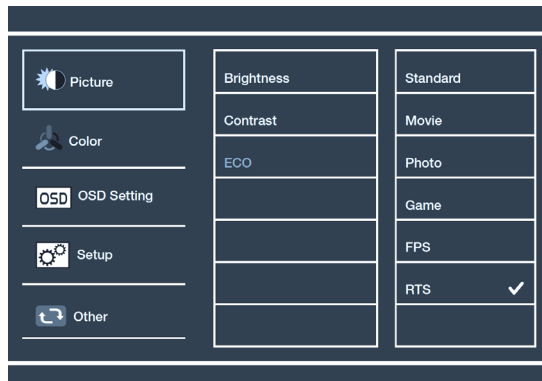 Picture
Color
OSD OSD Setting
Setup
Other
Brightness
Contrast
ECO
Standard
Movie
Photo
Game
FPS
RTS